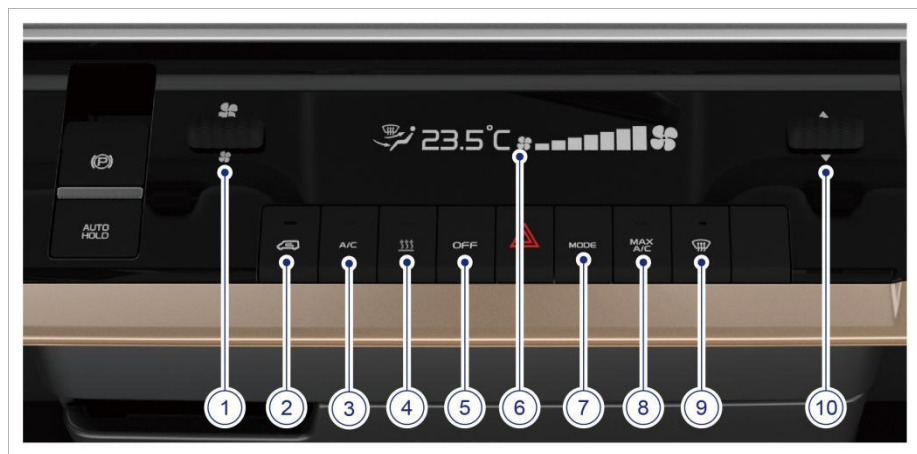 23.5°C
(P)
AUTO
HOLD
A/C
OFF
MODE
MAX
A/C
1
2
3
4
5
6
7
8
9
10